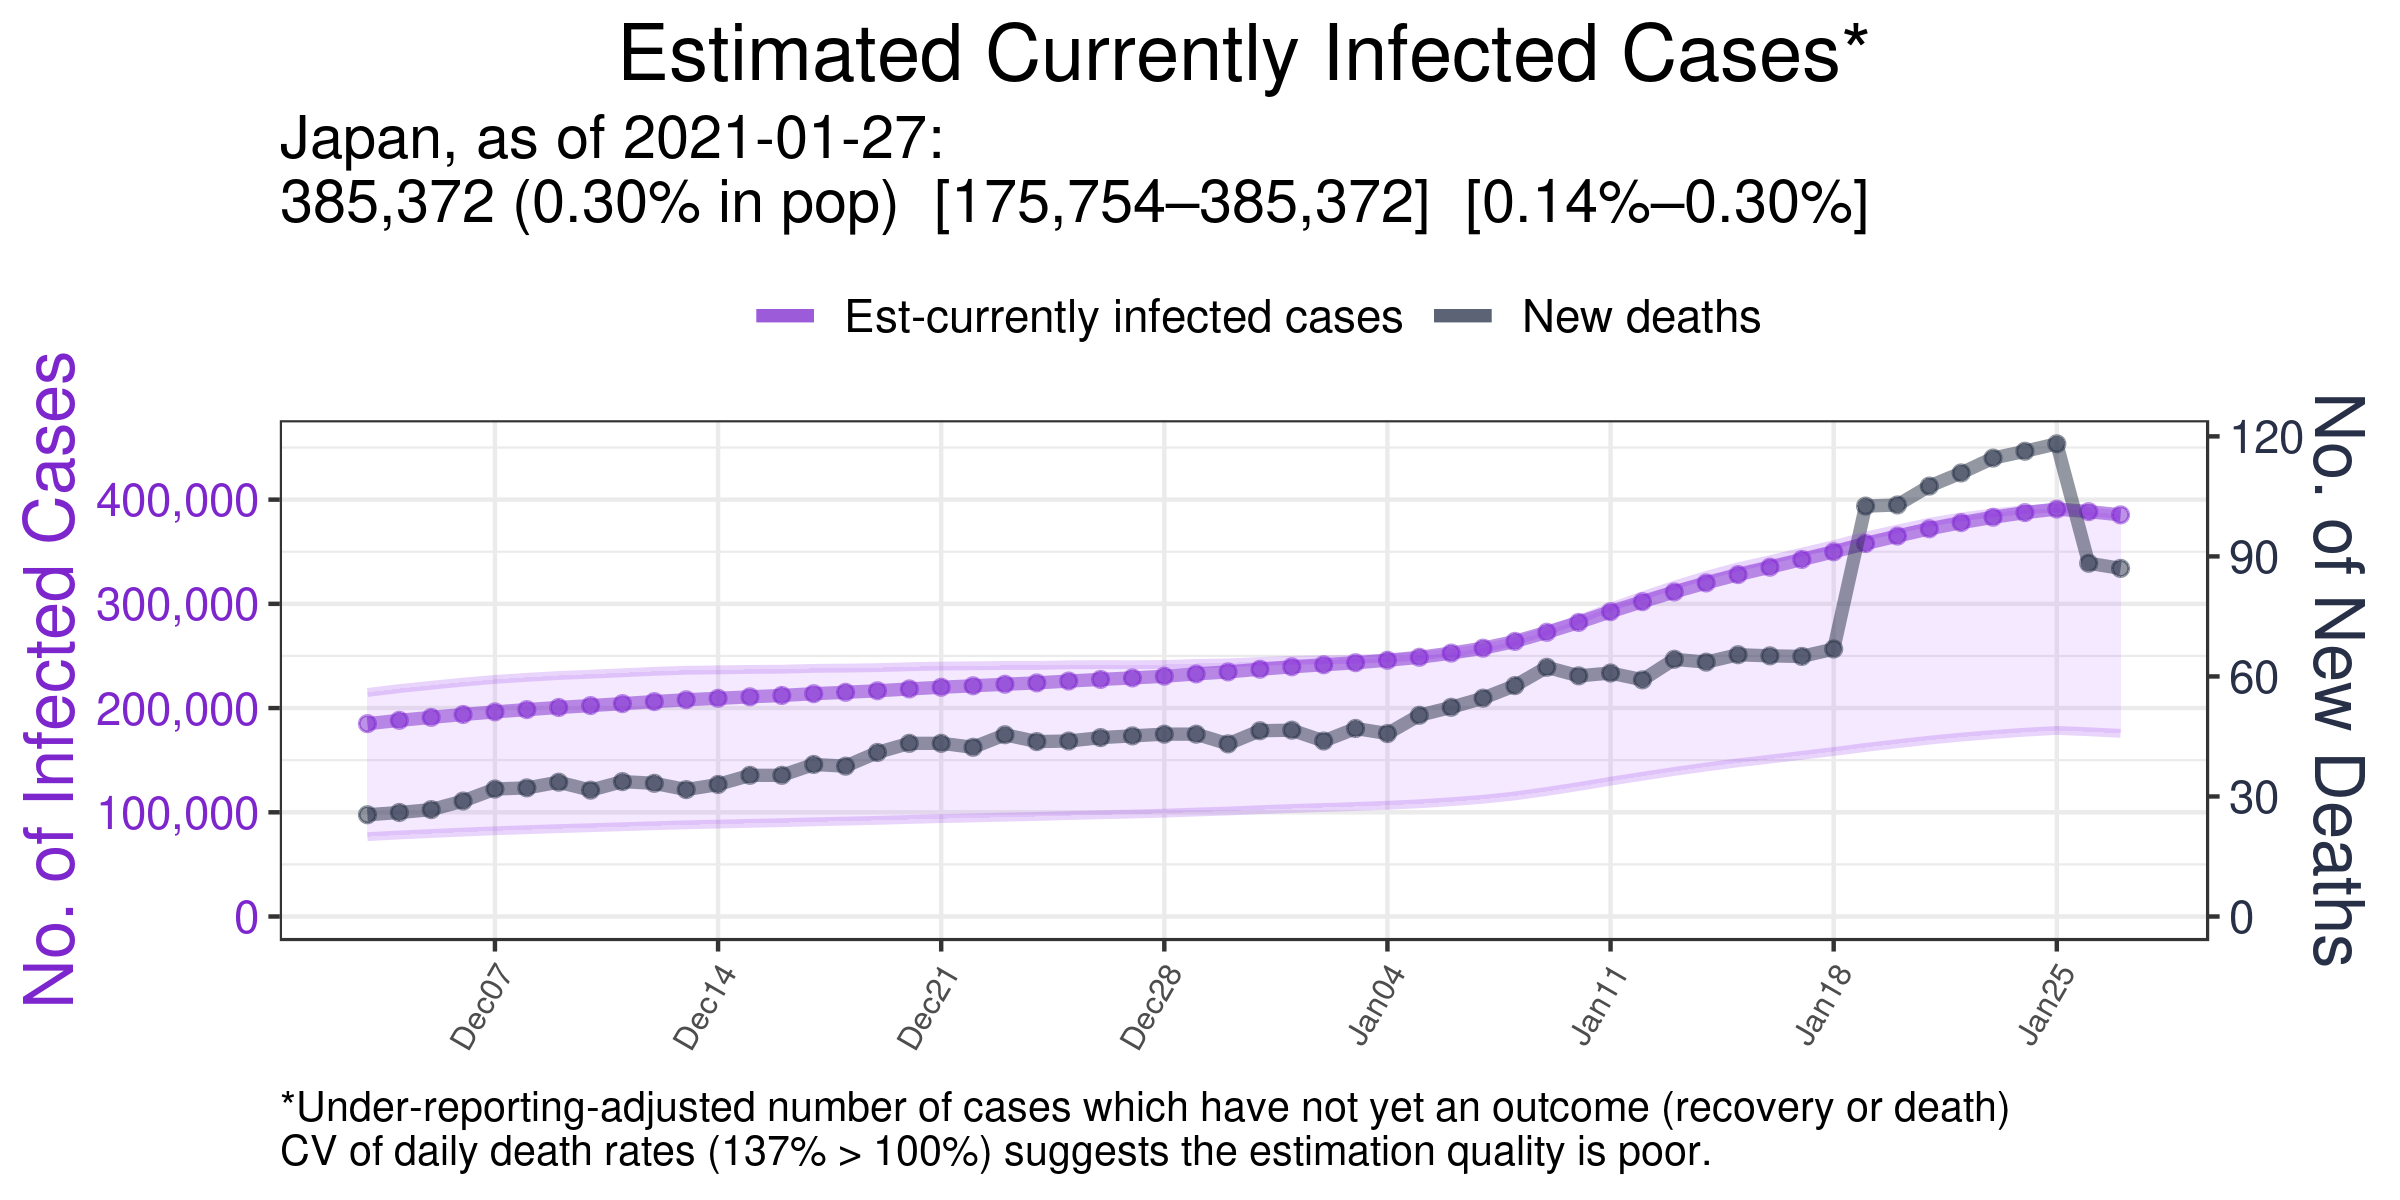 Estimated Currently Infected Cases*
Japan, as of 2021-01-27:
385,372 (0.30% in pop)  [175,754–385,372]  [0.14%–0.30%]
Est-currently infected cases
New deaths
No. of Infected Cases
400,000
300,000
200,000
100,000
0
120
90
60
30
0
No. of New Deaths
Dec07
Dec14
Dec21
Dec28
Jan04
Jan11
Jan18
Jan25
*Under-reporting-adjusted number of cases which have not yet an outcome (recovery or death)
CV of daily death rates (137% > 100%) suggests the estimation quality is poor.